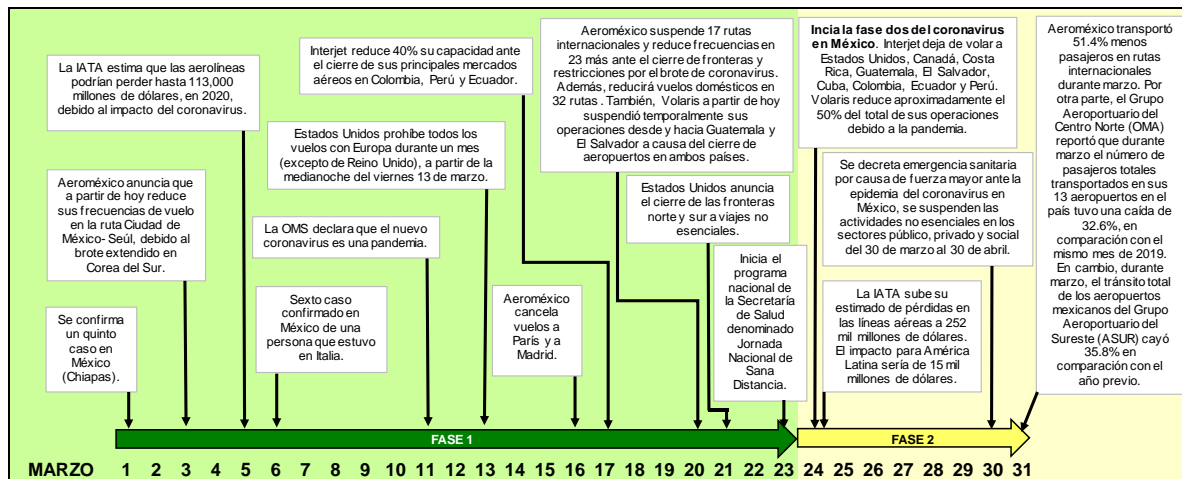 Se confirma
un quinto
caso en
México
(Chiapas).
Aeroméxico anuncia que
a partir de hoy reduce
sus frecuencias de vuelo
en la ruta Ciudad de
México- Seúl, debido al
brote extendido en
Corea del Sur.
La IATA estima que las aerolíneas
podrían perder hasta 113,000
millones de dólares, en 2020,
debido al impacto del coronavirus.
Sexto caso
confirmado en
México de una
persona que estuvo
en Italia.
La OMS declara que el nuevo
coronavirus es una pandemia.
Estados Unidos prohíbe todos los
vuelos con Europa durante un mes
(excepto de Reino Unido), a partir de la
medianoche del viernes 13 de marzo.
Aeroméxico
cancela
vuelos a
París y a
Madrid.
Interjet reduce 40% su capacidad ante
el cierre de sus principales mercados
aéreos en Colombia, Perú y Ecuador.
Aeroméxico suspende 17 rutas
internacionales y reduce frecuencias en
23 más ante el cierre de fronteras y
restricciones por el brote de coronavirus.
Además, reducirá vuelos domésticos en
32 rutas . También, Volaris a partir de hoy
suspendió temporalmente sus
operaciones desde y hacia Guatemala y
El Salvador a causa del cierre de
aeropuertos en ambos países.
Estados Unidos anuncia
el cierre de las fronteras
norte y sur a viajes no
esenciales.
Inicia el
programa
nacional de
la Secretaría
de Salud
denominado
Jornada
Nacional de
Sana
Distancia.
Incia la fase dos del coronavirus
en México. Interjet deja de volar a
Estados Unidos, Canadá, Costa
Rica, Guatemala, El Salvador,
Cuba, Colombia, Ecuador y Perú.
Volaris reduce aproximadamente el
50% del total de sus operaciones
debido a la pandemia.
La IATA sube su
estimado de pérdidas en
las líneas aéreas a 252
mil millones de dólares.
El impacto para América
Latina sería de 15 mil
millones de dólares.
Se decreta emergencia sanitaria
por causa de fuerza mayor ante la
epidemia del coronavirus en
México, se suspenden las
actividades no esenciales en los
sectores público, privado y social
del 30 de marzo al 30 de abril.
Aeroméxico transportó
51.4% menos
pasajeros en rutas
internacionales
durante marzo. Por
otra parte, el Grupo
Aeroportuario del
Centro Norte (OMA)
reportó que durante
marzo el número de
pasajeros totales
transportados en sus
13 aeropuertos en el
país tuvo una caída de
32.6%, en
comparación con el
mismo mes de 2019.
En cambio, durante
marzo, el tránsito total
de los aeropuertos
mexicanos del Grupo
Aeroportuario del
Sureste (ASUR) cayó
35.8% en
comparación con el
año previo.
FASE 1
FASE 2
MARZO 1 2 3 4 5 6 7 8 9 10 11 12 13 14 15 16 17 18 19 20 21 22 23 24 25 26 27 28 29 30 31